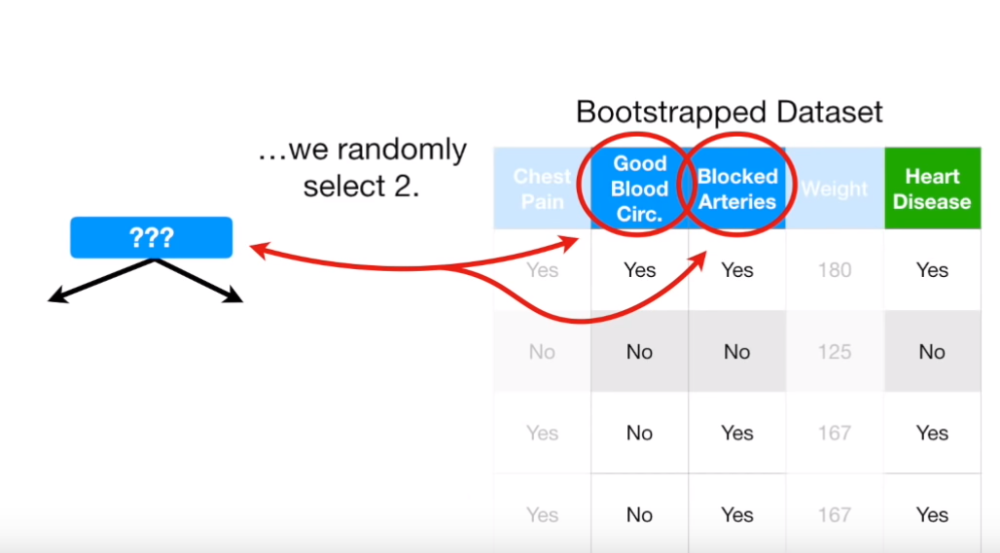 Bootstrapped Dataset
...we randomly
select 2.
???
Chest
Pain
Good
Blood
Circ.
Blocked
Arteries
Weight
Heart
Disease
Yes Yes Yes 180 Yes
No No No 125 No
Yes No Yes 167 Yes
Yes No Yes 167 Yes